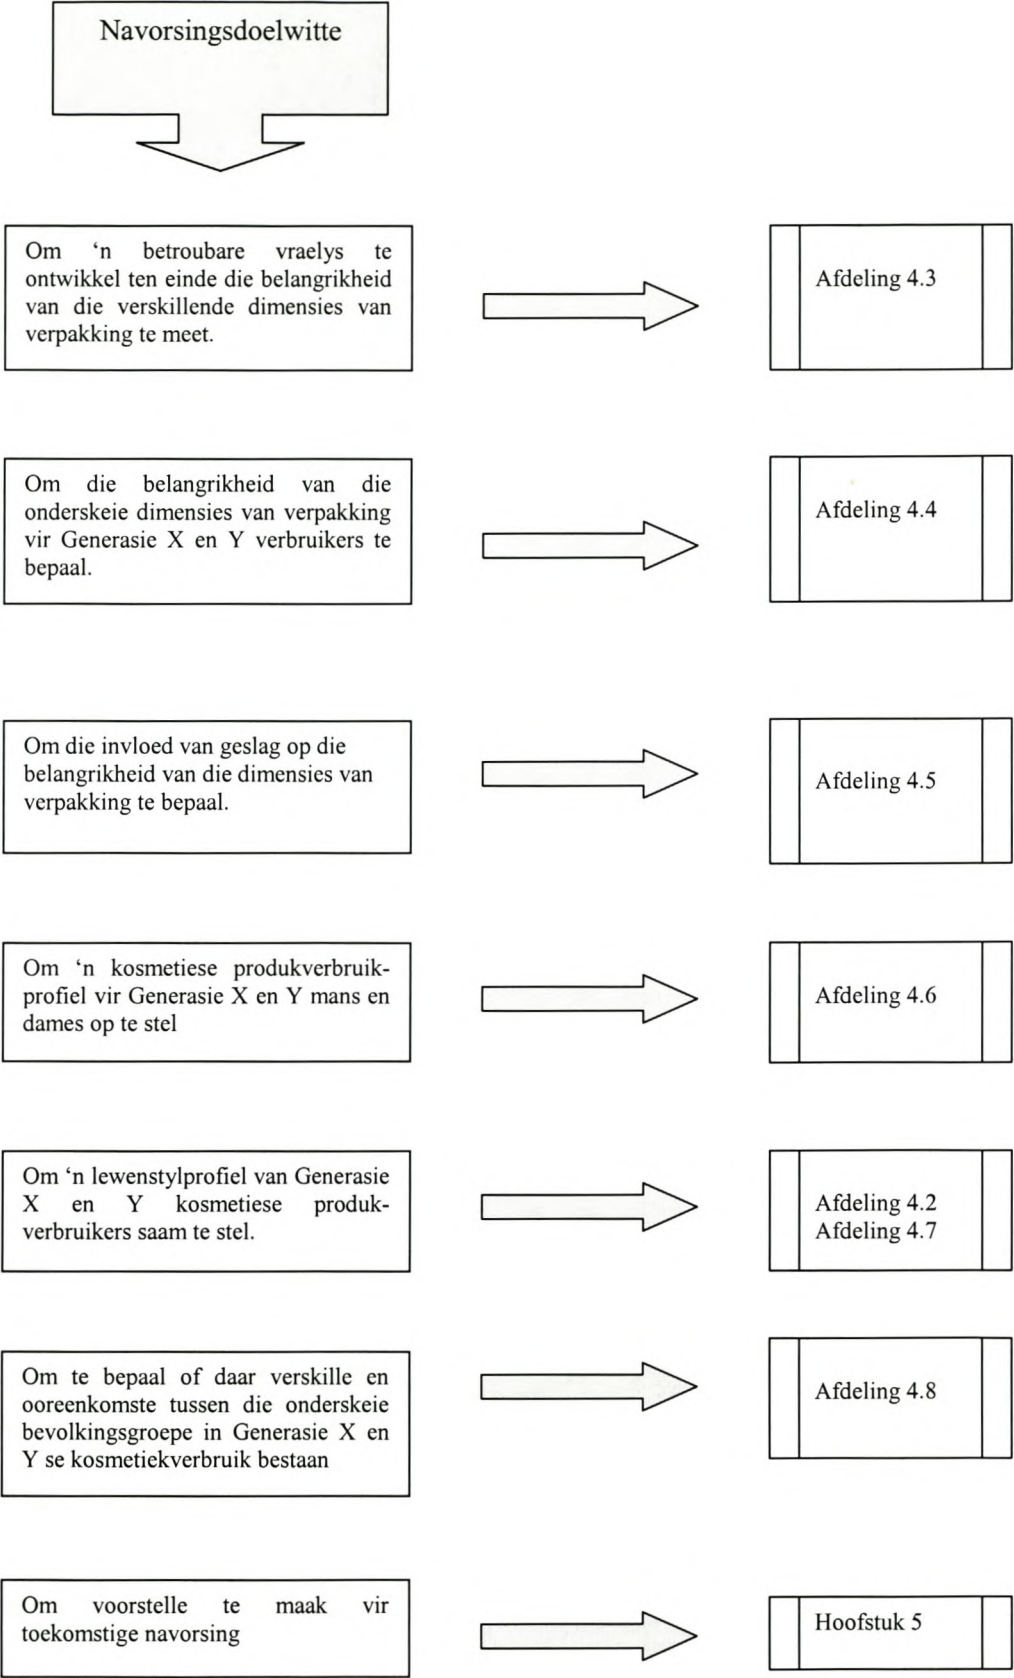 Navorsingsdoelwitte
Om ‘n betroubare vraelys te
ontwikkel ten einde die belangrikheid
van die verskillende dimensies van
verpakking te meet.
Afdeling 4.3
Om die belangrikheid van die
onderskeie dimensies van verpakking
vir Generasie X en Y verbruikers te
bepaal.
Afdeling 4.4
Om die invloed van geslag op die
belangrikheid van die dimensies van
verpakking te bepaal.
Afdeling 4.5
Om ‘n kosmetiese produkverbruik-
profiel vir Generasie X en Y mans en
dames op te stel
Afdeling 4.6
Om ‘n lewenstylprofiel van Generasie
X en Y kosmetiese produk-
verbruikers saam te stel.
Afdeling 4.2
Afdeling 4.7
Om te bepaal of daar verskille en
ooreenkomste tussen die onderskeie
bevolkingsgroepe in Generasie X en
Y se kosmetiekverbruik bestaan
Afdeling 4.8
Om voorstelle te maak vir
toekomstige navorsing
Hoofstuk 5